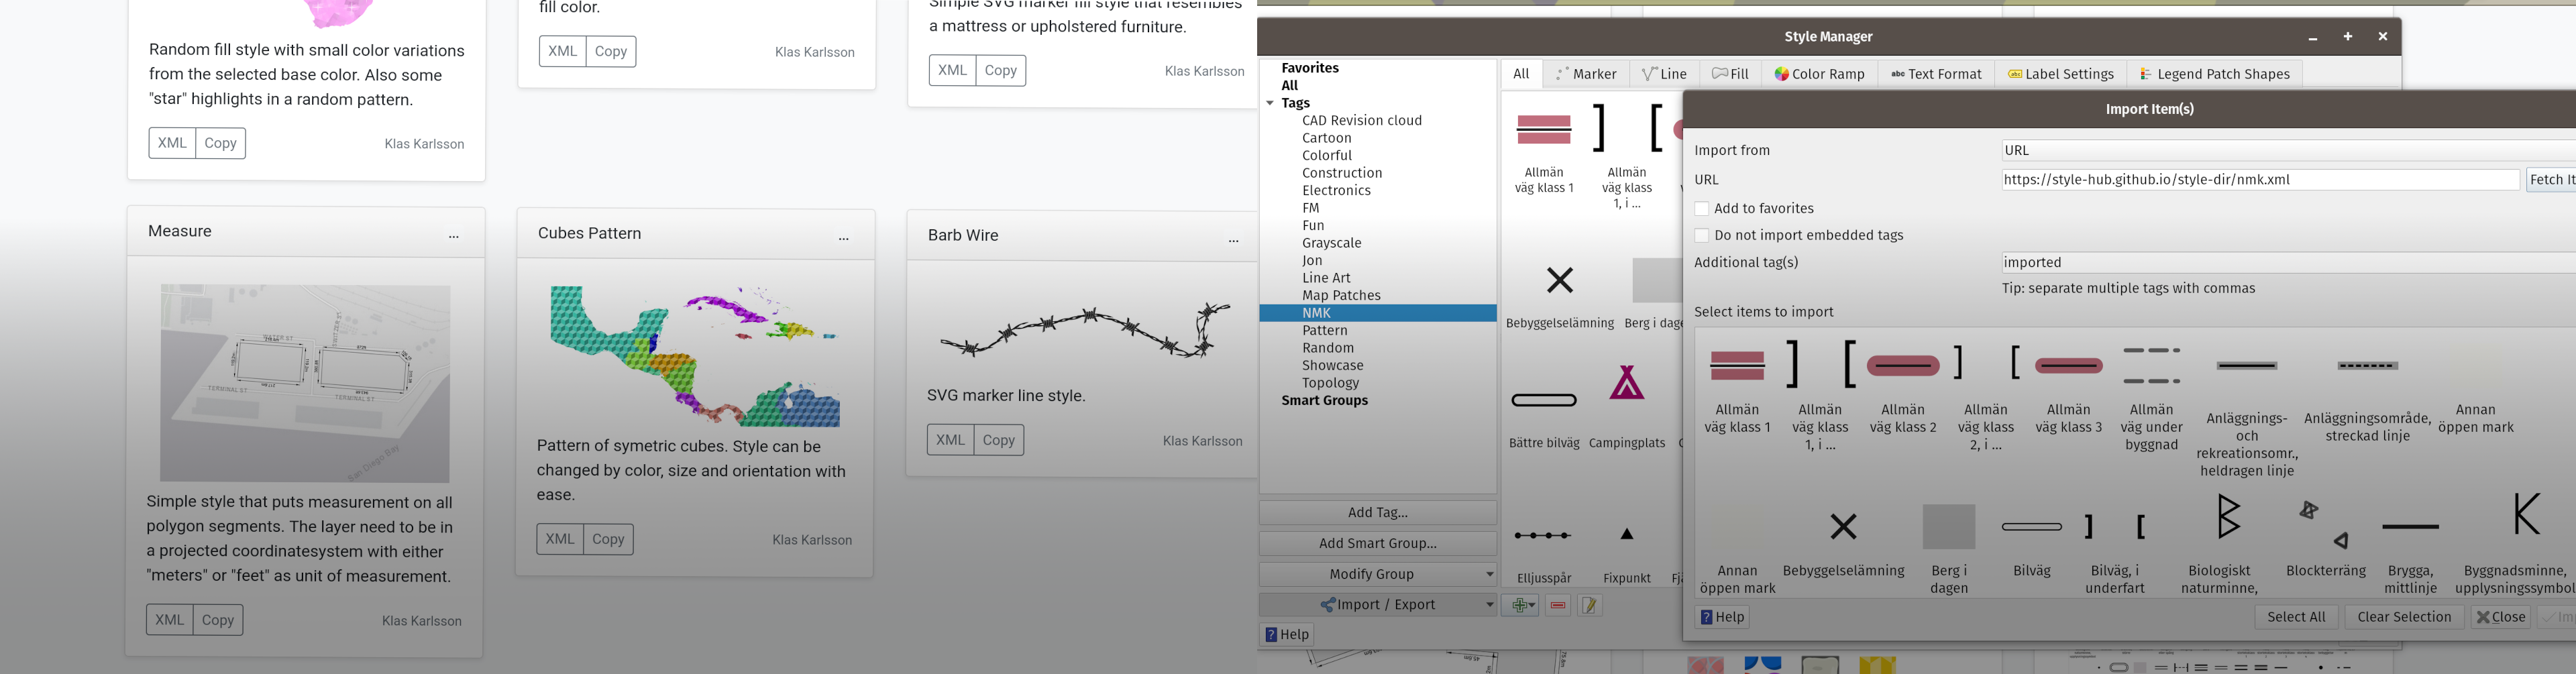 Random fill style with small color variations
from the selected base color. Also some
"star" highlights in a random pattern.
XML Copy Klas Karlsson
fill color.
XML Copy Klas Karlsson
Simple SVG marker fill style that resembles
a mattress or upholstered furniture.
XML Copy Klas Karlsson
Measure ...
WATER ST
TERMINAL ST
TERMINAL ST
San Diego Bay
Simple style that puts measurement on all
polygon segments. The layer need to be in
a projected coordinatesystem with either
"meters" or "feet" as unit of measurement.
XML Copy Klas Karlsson
Cubes Pattern ...
Pattern of symetric cubes. Style can be
changed by color, size and orientation with
ease.
XML Copy Klas Karlsson
Barb Wire ...
SVG marker line style.
XML Copy Klas Karlsson
Style Manager
Favorites
All
Tags
CAD Revision cloud
Cartoon
Colorful
Construction
Electronics
FM
Fun
Grayscale
Jon
Line Art
Map Patches
NMK
Pattern
Random
Showcase
Topology
Smart Groups
Add Tag...
Add Smart Group...
Modify Group
Import / Export
Help
All Marker Line Fill Color Ramp abc Text Format abc Label Settings Legend Patch Shapes
Allmän
väg klass 1
Allmän
väg klass
1, i ...
Bebyggelselämning
Berg i dage
Bättre bilväg
Campingplats
Elljusspår
Fixpunkt
Fj
Import Item(s)
Import from URL
URL https://style-hub.github.io/style-dir/nmk.xml Fetch It
Add to favorites
Do not import embedded tags
Additional tag(s) imported
Tip: separate multiple tags with commas
Select items to import
Allmän
väg klass 1
Allmän
väg klass
1, i ...
Allmän
väg klass 2
Allmän
väg klass
2, i ...
Allmän
väg klass 3
Allmän
väg under
byggnad
Anläggnings-
och
rekreationsomr.,
heldragen linje
Anläggningsområde,
streckad linje
Annan
öppen mark
Annan
öppen mark
Bebyggelselämning
Berg i
dagen
Bilväg
Bilväg, i
underfart
Biologiskt
naturminne,
Blockterräng
Brygga,
mittlinje
Byggnadsminne,
upplysningssymbol
Help
Select All Clear Selection Close Im